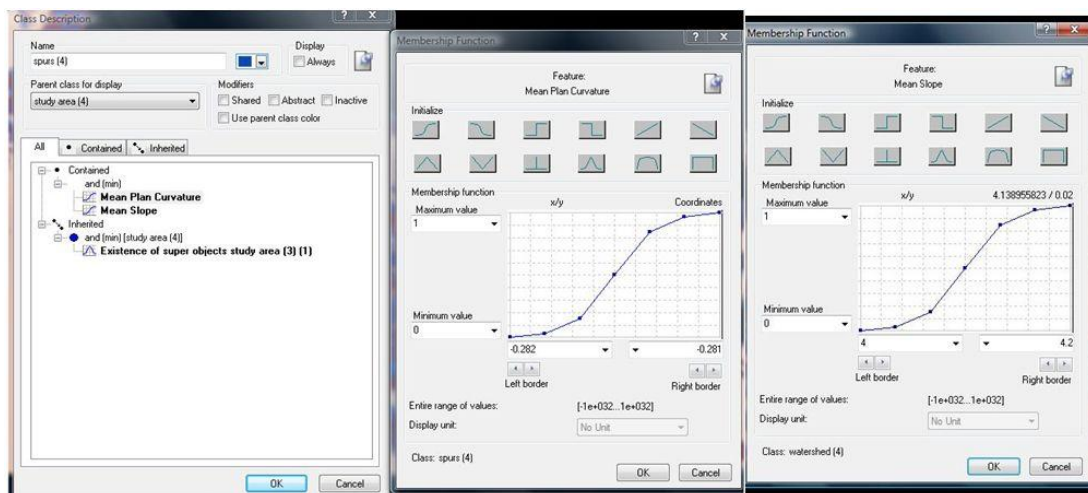 Class Description
Name
spurs (4)
Display
Always
Parent class for display
study area (4)
Modifiers
Shared Abstract Inactive
Use parent class color
All Contained Inherited
Contained
and (min)
Mean Plan Curvature
Mean Slope
Inherited
and (min) [study area (4)]
Existence of super objects study area (3) (1)
OK Cancel
Membership Function
Feature:
Mean Plan Curvature
Initialize
Membership function
Maximum value
x/y
Coordinates
1
Minimum value
0
-0.282
-0.281
Left border
Right border
Entire range of values:
[-1e+032...1e+032]
Display unit:
No Unit
Class: spurs (4)
OK Cancel
Membership Function
Feature:
Mean Slope
Initialize
Membership function
Maximum value
x/y
4.138955823 / 0.02
1
Minimum value
0
4
4.2
Left border
Right border
Entire range of values:
[-1e+032...1e+032]
Display unit:
No Unit
Class: watershed (4)
OK Cancel